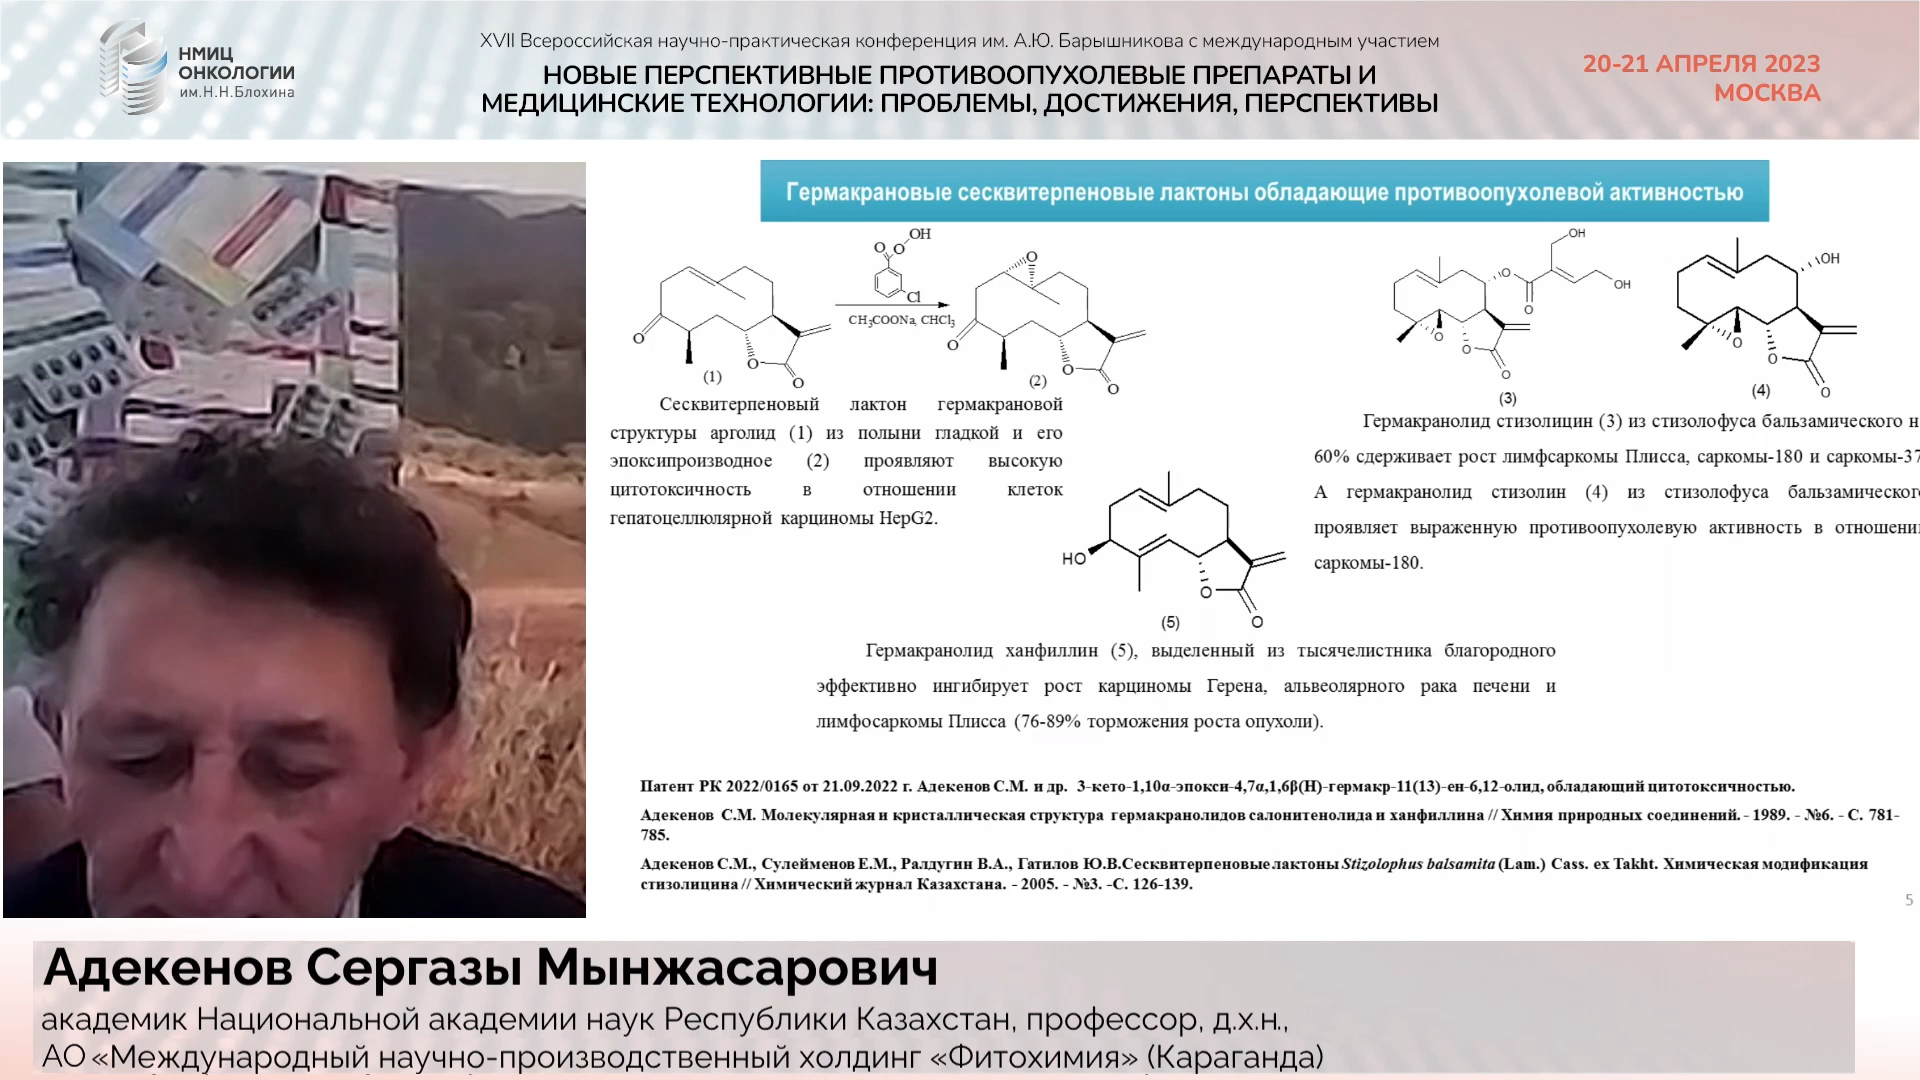 НМИЦ
ОНКОЛОГИИ
им.Н.Н.Блохина
XVII Всероссийская научно-практическая конференция им. А.Ю. Барышникова с международным участием
НОВЫЕ ПЕРСПЕКТИВНЫЕ ПРОТИВООПУХОЛЕВЫЕ ПРЕПАРАТЫ И
МЕДИЦИНСКИЕ ТЕХНОЛОГИИ: ПРОБЛЕМЫ, ДОСТИЖЕНИЯ, ПЕРСПЕКТИВЫ
20-21 АПРЕЛЯ 2023
МОСКВА
Гермакрановые сесквитерпеновые лактоны обладающие противоопухолевой активностью
O
O
O
(1)
O
O
OH
Cl
CH3COONa, CHCl3
O
O
O
O
(2)
Сесквитерпеновый лактон гермакрановой
структуры арголид (1) из полыни гладкой и его
эпоксипроизводное (2) проявляют высокую
цитотоксичность в отношении клеток
гепатоцеллюлярной карциномы HepG2.
OH
OH
O
O
O
O
O
(3)
OH
O
O
O
(4)
Гермакранолид стизолицин (3) из стизолофуса бальзамического н
60% сдерживает рост лимфсаркомы Плисса, саркомы-180 и саркомы-37
А гермакранолид стизолин (4) из стизолофуса бальзамическог
проявляет выраженную противоопухолевую активность в отношени
саркомы-180.
HO
O
O
(5)
Гермакранолид ханфиллин (5), выделенный из тысячелистника благородного
эффективно ингибирует рост карциномы Герена, альвеолярного рака печени и
лимфосаркомы Плисса (76-89% торможения роста опухоли).
Патент РК 2022/0165 от 21.09.2022 г. Адекенов С.М. и др. 3-кето-1,10α-эпокси-4,7α,1,6β(Н)-гермакр-11(13)-ен-6,12-олид, обладающий цитотоксичностью.
Адекенов С.М. Молекулярная и кристаллическая структура гермакранолидов салонитенолида и ханфиллина // Химия природных соединений. - 1989. - №6. - С. 781-
785.
Адекенов С.М., Сулейменов Е.М., Ралдугин В.А., Гатилов Ю.В.Сесквитерпеновые лактоны Stizolophus balsamita (Lam.) Cass. ex Takht. Химическая модификация
стизолицина // Химический журнал Казахстана. - 2005. - №3. -С. 126-139.
5
Адекенов Сергазы Мынжасарович
академик Национальной академии наук Республики Казахстан, профессор, д.х.н.,
АО «Международный научно-производственный холдинг «Фитохимия» (Караганда)